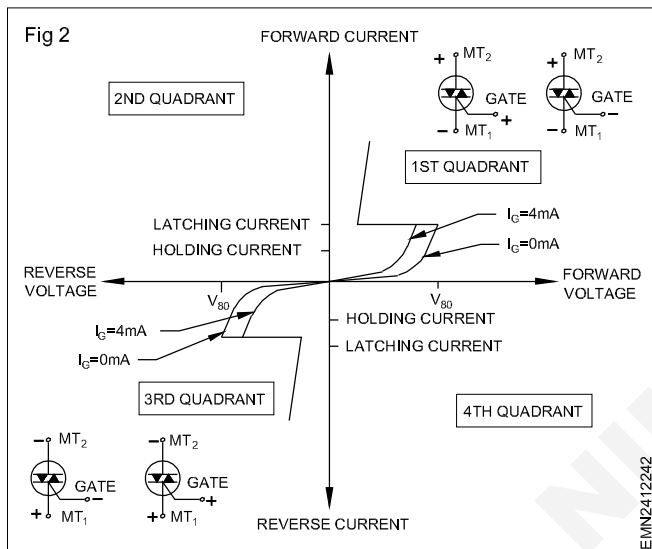 Fig 2
FORWARD CURRENT
+ MT2
GATE
− MT1 +
+ MT2
GATE
− MT1 −
2ND QUADRANT
1ST QUADRANT
LATCHING CURRENT
HOLDING CURRENT
IG=4mA
IG=0mA
REVERSE VOLTAGE
FORWARD VOLTAGE
V80
V80
IG=4mA
IG=0mA
HOLDING CURRENT
LATCHING CURRENT
3RD QUADRANT
4TH QUADRANT
− MT2
GATE
+ MT1 −
− MT2
GATE
+ MT1 +
REVERSE CURRENT
EMN2412242
NI